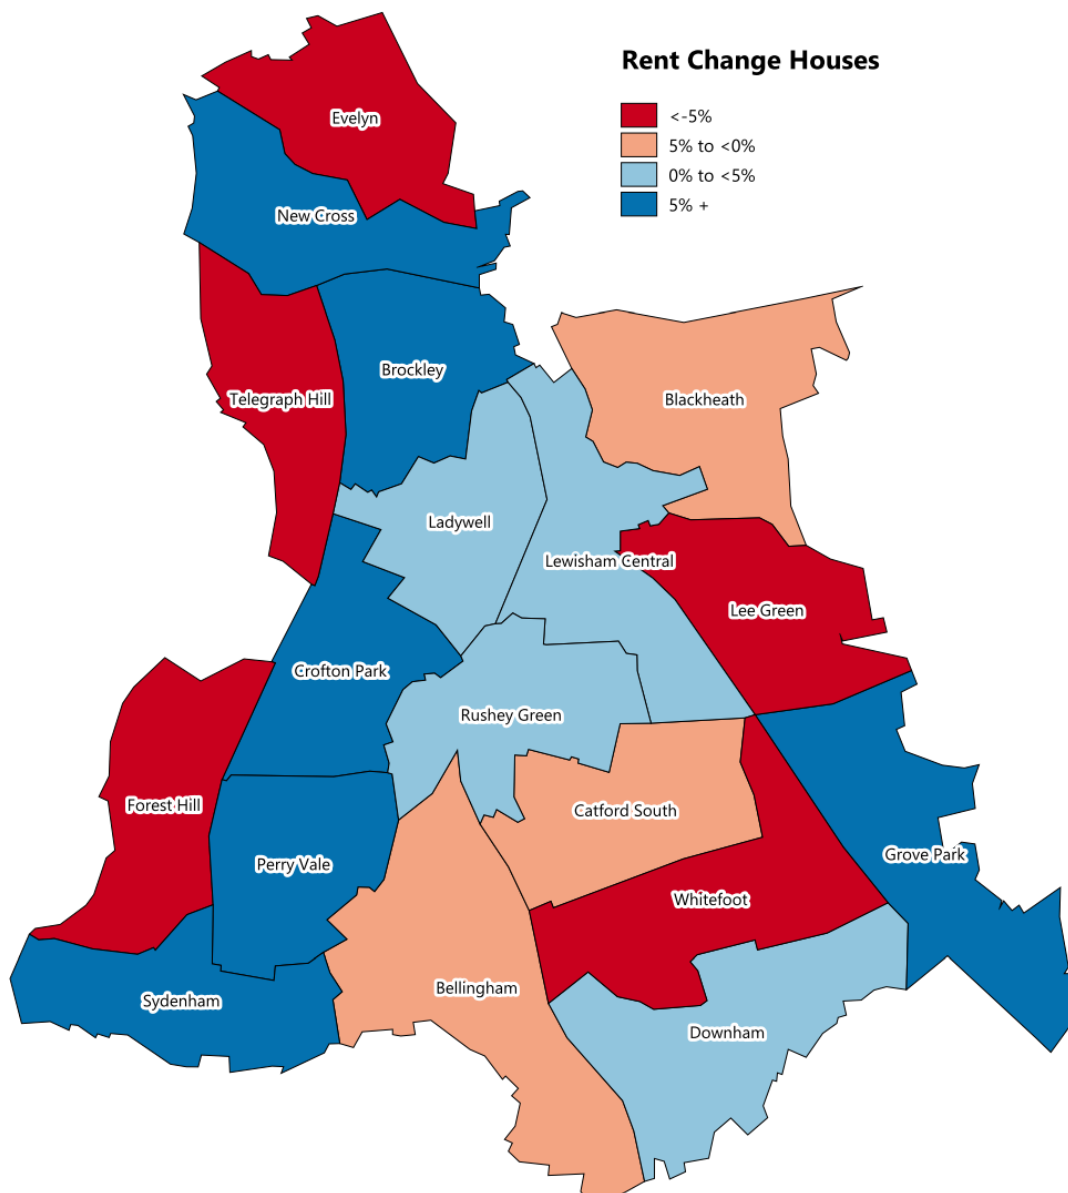 Rent Change Houses
<-5%
5% to <0%
0% to <5%
5% +
Evelyn
New Cross
Brockley
Telegraph Hill
Blackheath
Ladywell
Lewisham Central
Lee Green
Crofton Park
Rushey Green
Forest Hill
Catford South
Perry Vale
Grove Park
Whitefoot
Bellingham
Sydenham
Downham